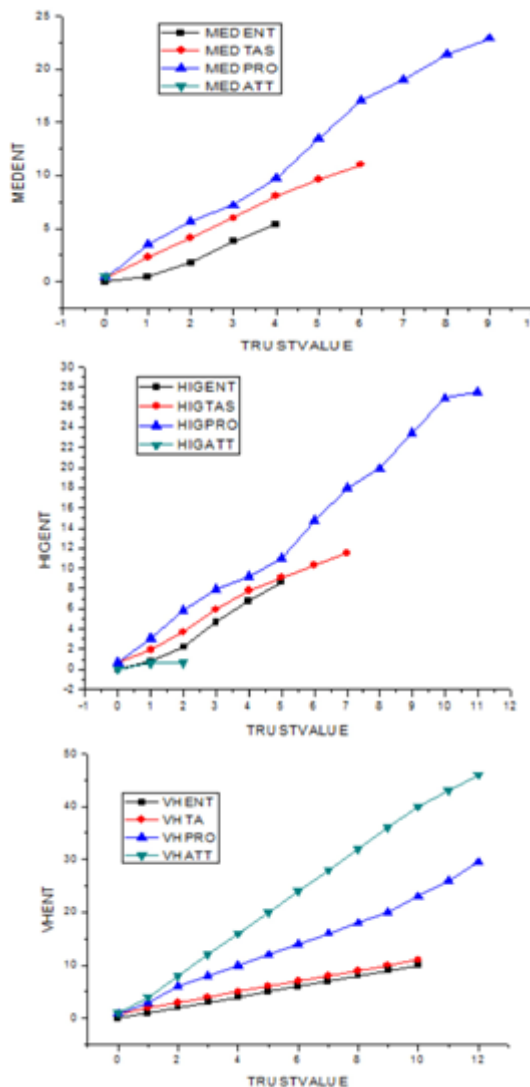 MEDENT
MEDTAS
MEDPRO
MEDATT
25
20
15
10
5
0
MEDENT
-1 0 1 2 3 4 5 6 7 8 9
TRUSTVALUE
HIGENT
HIGTAS
HIGPRO
HIGATT
30
28
26
24
22
20
18
16
14
12
10
8
6
4
2
0
-2
HIGENT
-1 0 1 2 3 4 5 6 7 8 9 10 11 12
TRUSTVALUE
VHENT
VHTA
VHPRO
VHATT
50
40
30
20
10
0
VHENT
0 2 4 6 8 10 12
TRUSTVALUE